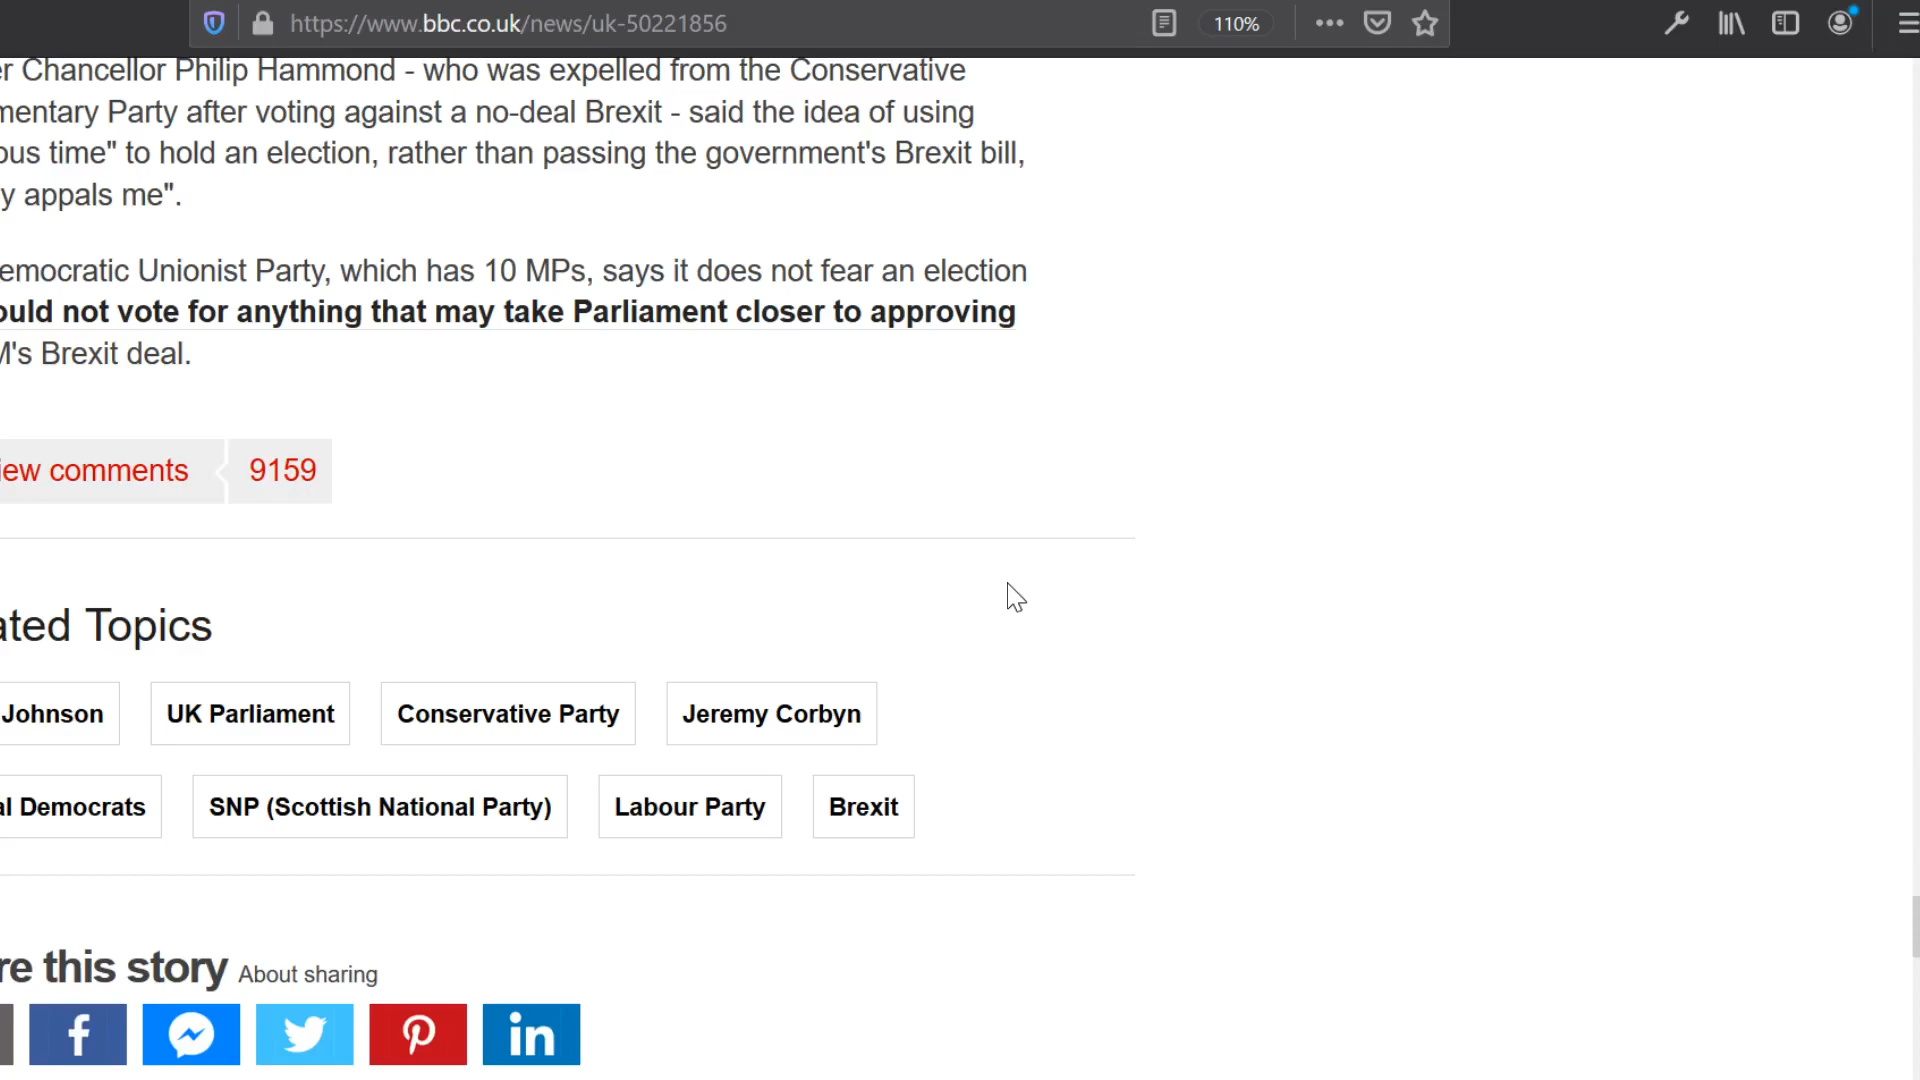 https://www.bbc.co.uk/news/uk-50221856 110%
r Chancellor Philip Hammond - who was expelled from the Conservative
mentary Party after voting against a no-deal Brexit - said the idea of using
ous time" to hold an election, rather than passing the government's Brexit bill,
y appals me".
emocratic Unionist Party, which has 10 MPs, says it does not fear an election
ould not vote for anything that may take Parliament closer to approving
M's Brexit deal.
iew comments 9159
ated Topics
Johnson UK Parliament Conservative Party Jeremy Corbyn
al Democrats SNP (Scottish National Party) Labour Party Brexit
re this story About sharing